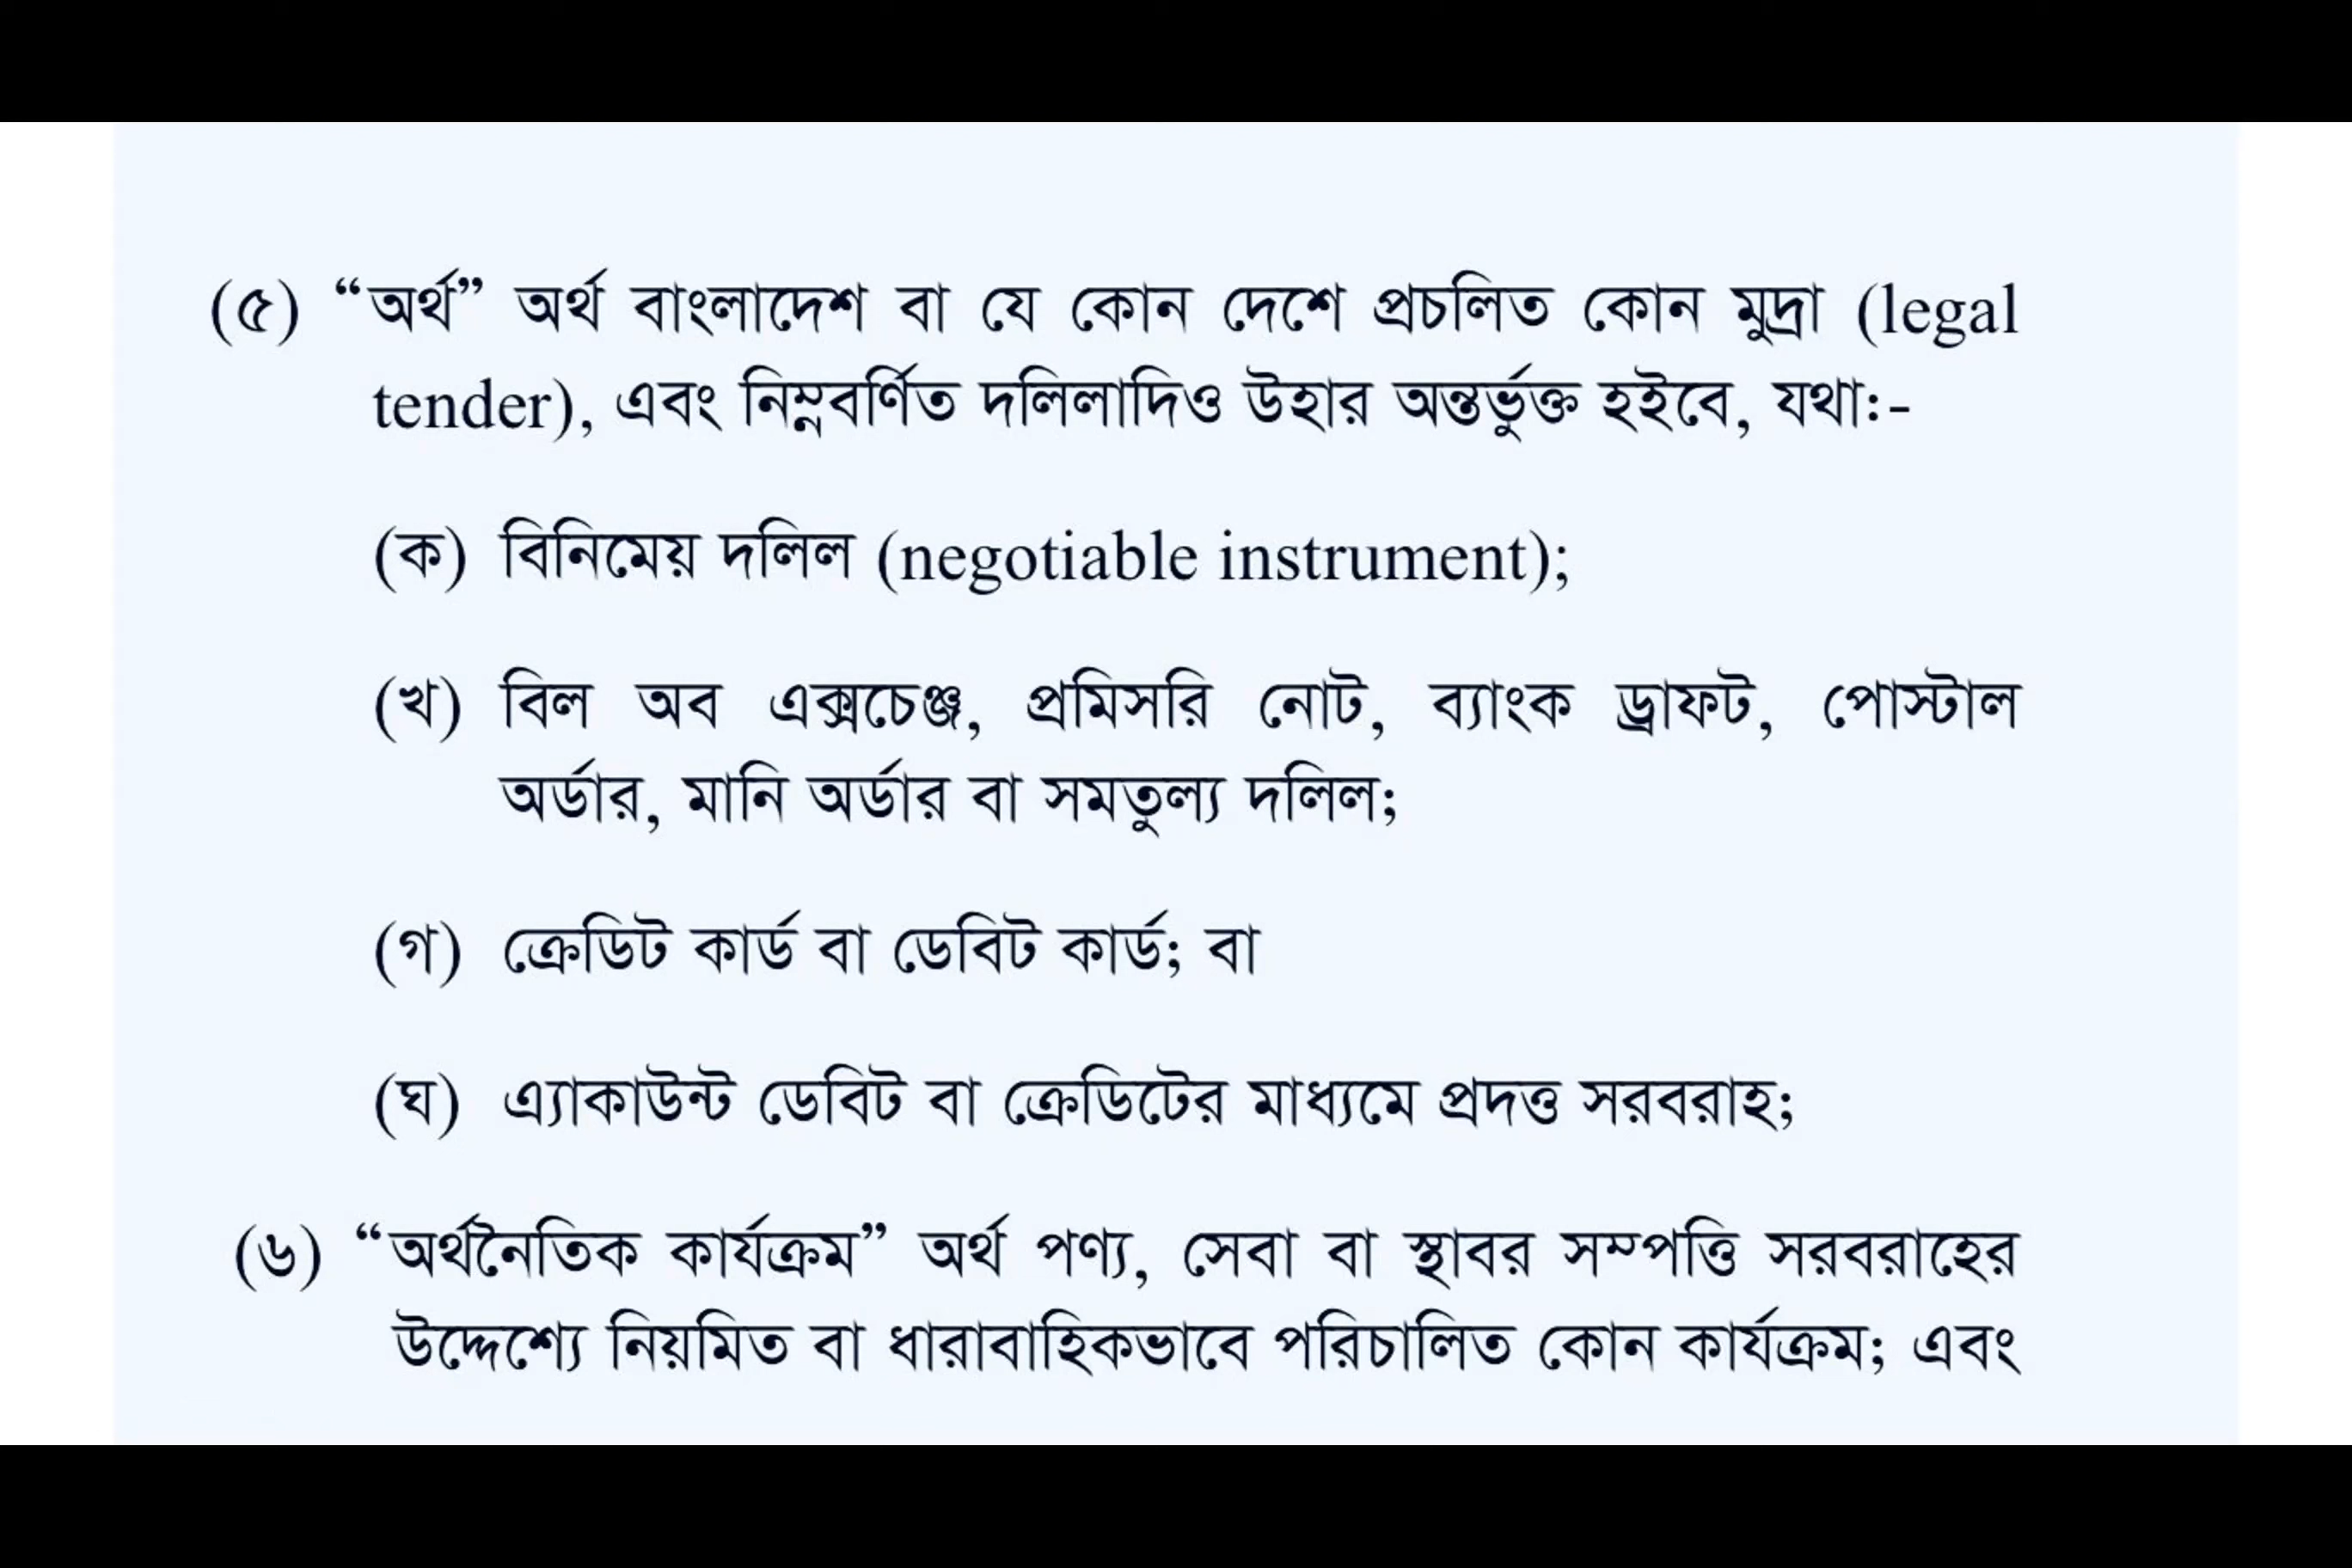 (৫) “অর্থ” অর্থ বাংলাদেশ বা যে কোন দেশে প্রচলিত কোন মুদ্রা (legal
tender), এবং নিম্নবর্ণিত দলিলাদিও উহার অন্তর্ভুক্ত হইবে, যথাঃ-
(ক) বিনিমেয় দলিল (negotiable instrument);
(খ) বিল অব এক্সচেঞ্জ, প্রমিসরি নোট, ব্যাংক ড্রাফট, পোস্টাল
অর্ডার, মানি অর্ডার বা সমতুল্য দলিল;
(গ) ক্রেডিট কার্ড বা ডেবিট কার্ড; বা
(ঘ) এ্যাকাউন্ট ডেবিট বা ক্রেডিটের মাধ্যমে প্রদত্ত সরবরাহ;
(৬) “অর্থনৈতিক কার্যক্রম” অর্থ পণ্য, সেবা বা স্থাবর সম্পত্তি সরবরাহের
উদ্দেশ্যে নিয়মিত বা ধারাবাহিকভাবে পরিচালিত কোন কার্যক্রম; এবং